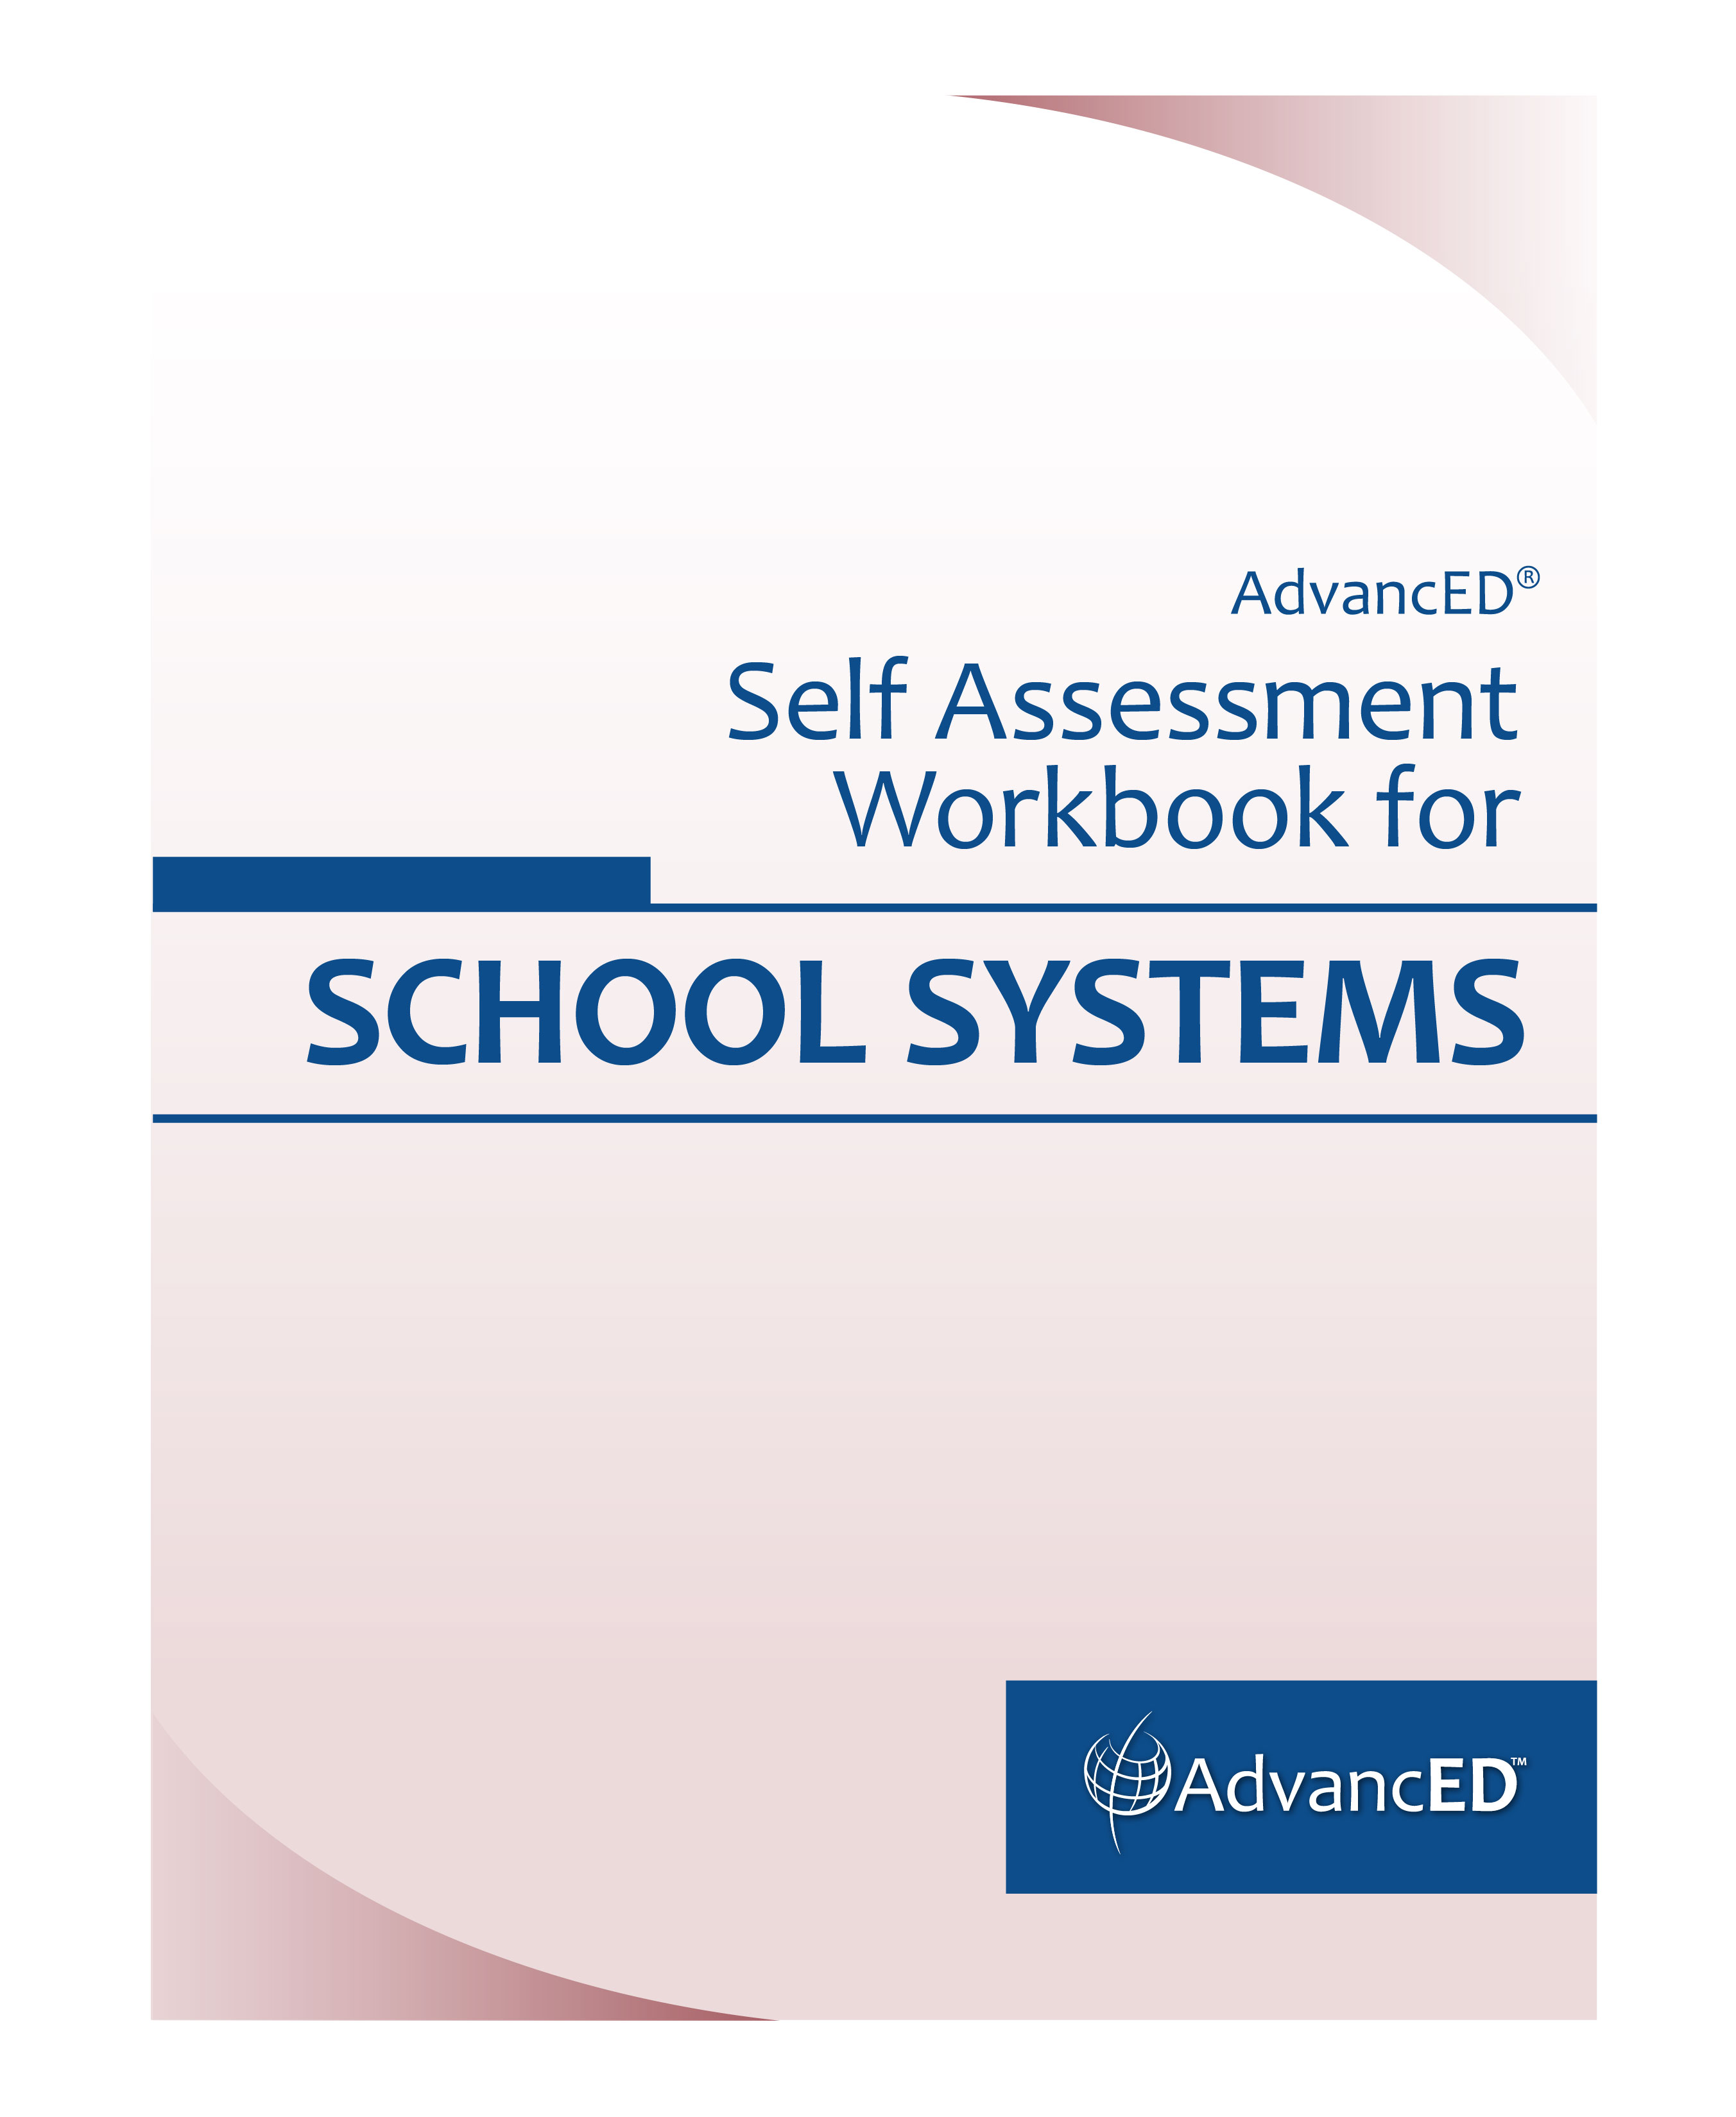 AdvancED®
Self Assessment
Workbook for
SCHOOL SYSTEMS
AdvancED™